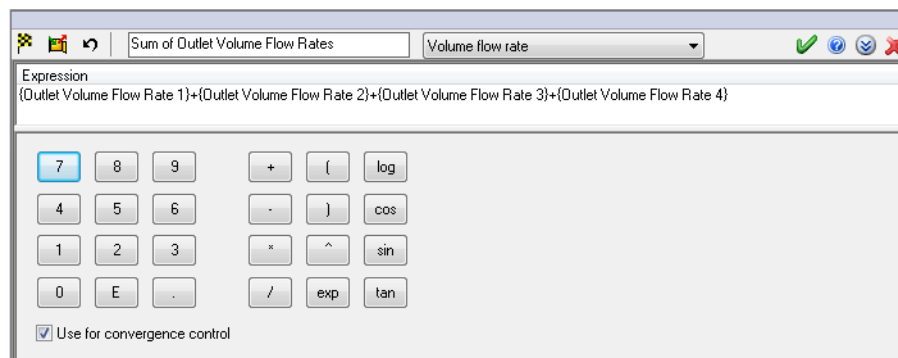 Sum of Outlet Volume Flow Rates Volume flow rate
Expression
{Outlet Volume Flow Rate 1}+{Outlet Volume Flow Rate 2}+{Outlet Volume Flow Rate 3}+{Outlet Volume Flow Rate 4}
7 8 9 + ( log
4 5 6 - ) cos
1 2 3 * ^ sin
0 E . / exp tan
Use for convergence control